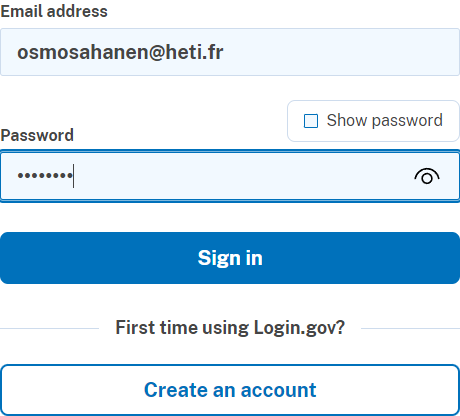 Email address
osmosahanen@heti.fr
Show password
Password
••••••••
Sign in
First time using Login.gov?
Create an account